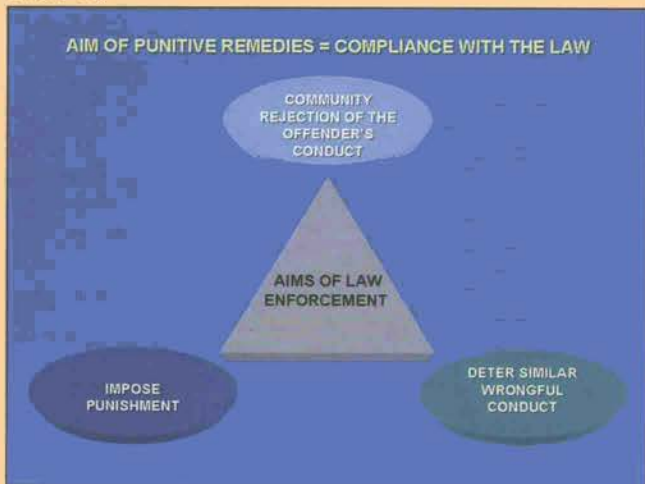 AIM OF PUNITIVE REMEDIES = COMPLIANCE WITH THE LAW
COMMUNITY
REJECTION OF THE
OFFENDER'S
CONDUCT
AIMS OF LAW
ENFORCEMENT
IMPOSE
PUNISHMENT
DETER SIMILAR
WRONGFUL
CONDUCT